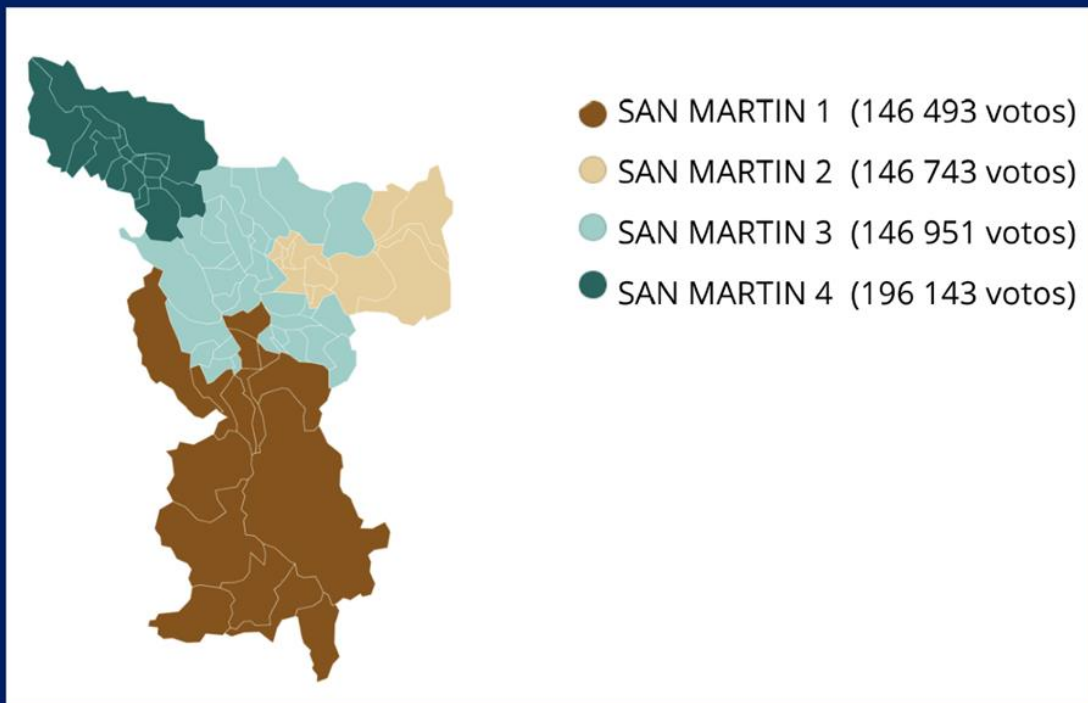 SAN MARTIN 1 (146 493 votos)
SAN MARTIN 2 (146 743 votos)
SAN MARTIN 3 (146 951 votos)
SAN MARTIN 4 (196 143 votos)